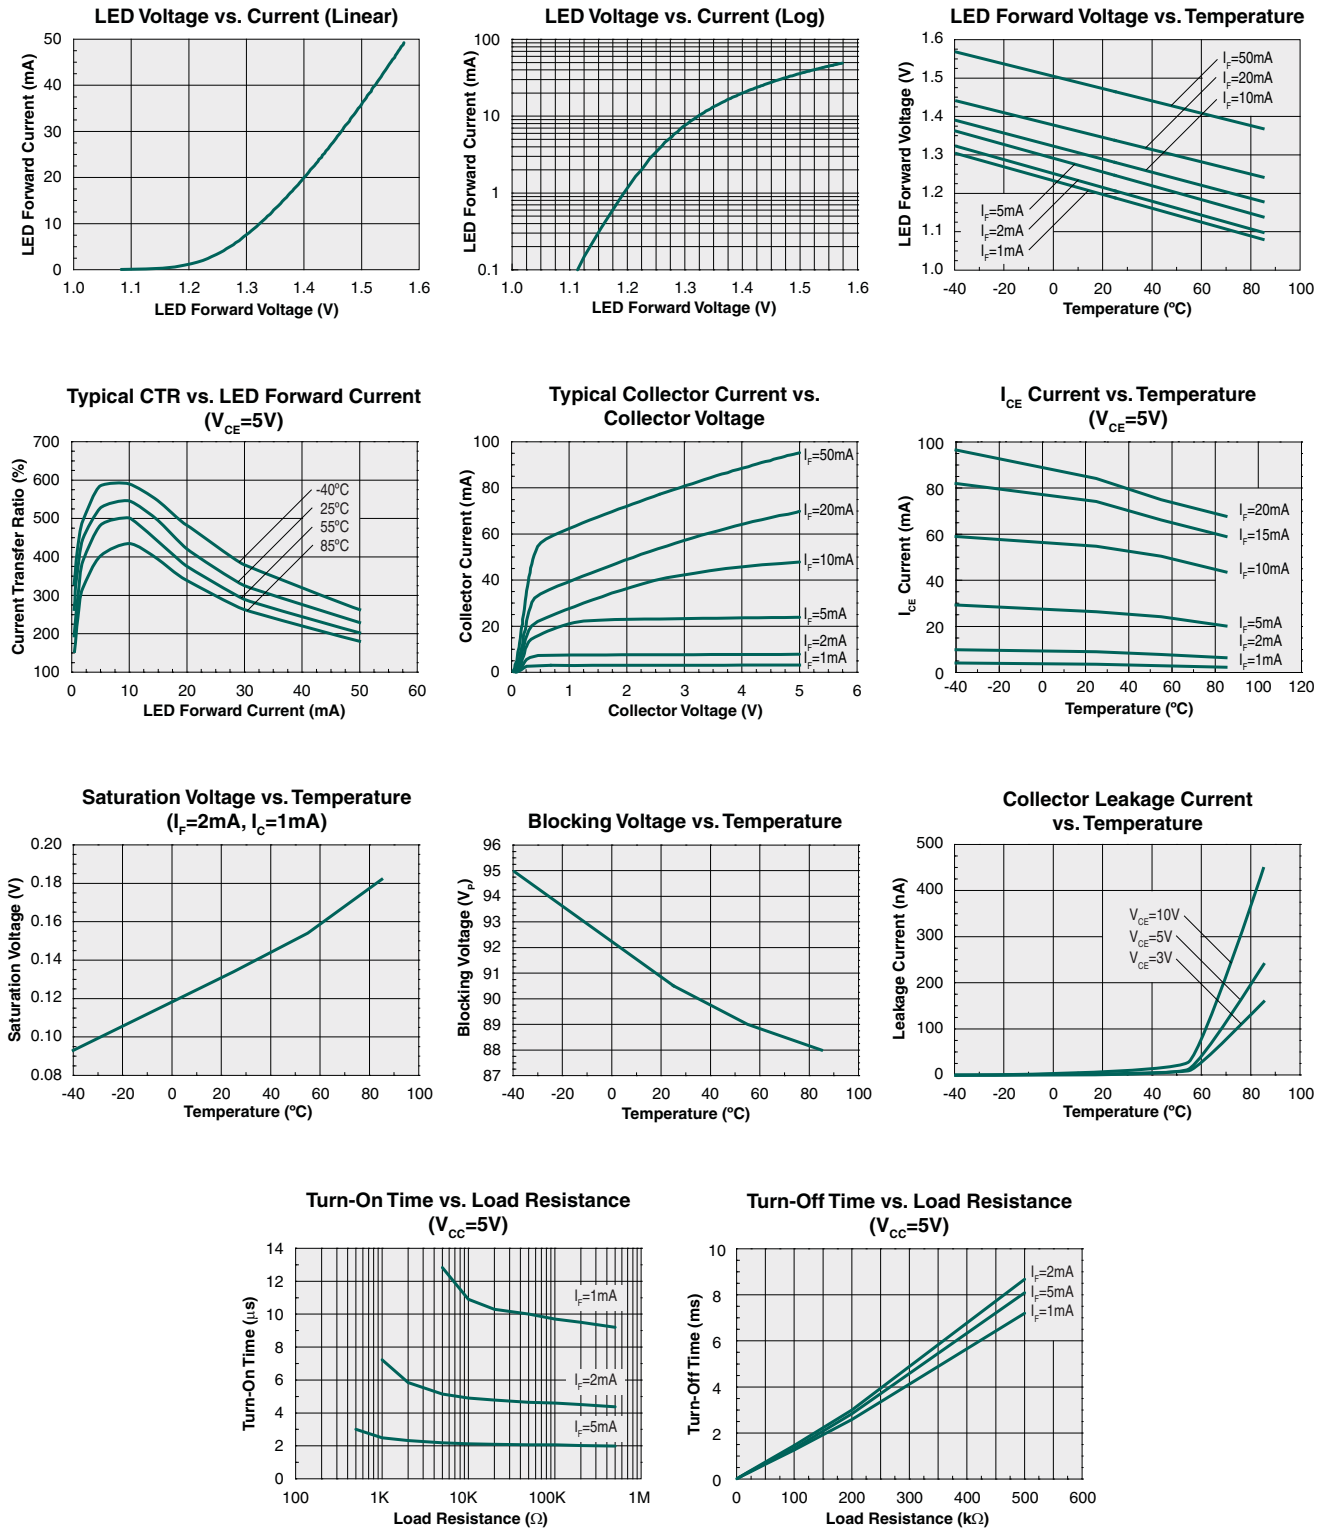 LED Voltage vs. Current (Linear)
50
40
30
20
10
0
LED Forward Current (mA)
1.0 1.1 1.2 1.3 1.4 1.5 1.6
LED Forward Voltage (V)
LED Voltage vs. Current (Log)
100
10
1
0.1
LED Forward Current (mA)
1.0 1.1 1.2 1.3 1.4 1.5 1.6
LED Forward Voltage (V)
LED Forward Voltage vs. Temperature
1.6
1.5
1.4
1.3
1.2
1.1
1.0
LED Forward Voltage (V)
IF=50mA
IF=20mA
IF=10mA
IF=5mA
IF=2mA
IF=1mA
-40 -20 0 20 40 60 80 100
Temperature (ºC)
Typical CTR vs. LED Forward Current
(VCE=5V)
700
600
500
400
300
200
100
Current Transfer Ratio (%)
-40ºC
25ºC
55ºC
85ºC
0 10 20 30 40 50 60
LED Forward Current (mA)
Typical Collector Current vs.
Collector Voltage
100
80
60
40
20
0
Collector Current (mA)
IF=50mA
IF=20mA
IF=10mA
IF=5mA
IF=2mA
IF=1mA
0 1 2 3 4 5 6
Collector Voltage (V)
ICE Current vs. Temperature
(VCE=5V)
100
80
60
40
20
0
ICE Current (mA)
IF=20mA
IF=15mA
IF=10mA
IF=5mA
IF=2mA
IF=1mA
-40 -20 0 20 40 60 80 100 120
Temperature (ºC)
Saturation Voltage vs. Temperature
(IF=2mA, IC=1mA)
0.20
0.18
0.16
0.14
0.12
0.10
0.08
Saturation Voltage (V)
-40 -20 0 20 40 60 80 100
Temperature (ºC)
Blocking Voltage vs. Temperature
96
95
94
93
92
91
90
89
88
87
Blocking Voltage (VP)
-40 -20 0 20 40 60 80 100
Temperature (ºC)
Collector Leakage Current
vs. Temperature
500
400
300
200
100
0
Leakage Current (nA)
VCE=10V
VCE=5V
VCE=3V
-40 -20 0 20 40 60 80 100
Temperature (ºC)
Turn-On Time vs. Load Resistance
(VCC=5V)
14
12
10
8
6
4
2
0
Turn-On Time (μs)
IF=1mA
IF=2mA
IF=5mA
100 1K 10K 100K 1M
Load Resistance (Ω)
Turn-Off Time vs. Load Resistance
(VCC=5V)
10
8
6
4
2
0
Turn-Off Time (ms)
IF=2mA
IF=5mA
IF=1mA
0 100 200 300 400 500 600
Load Resistance (kΩ)